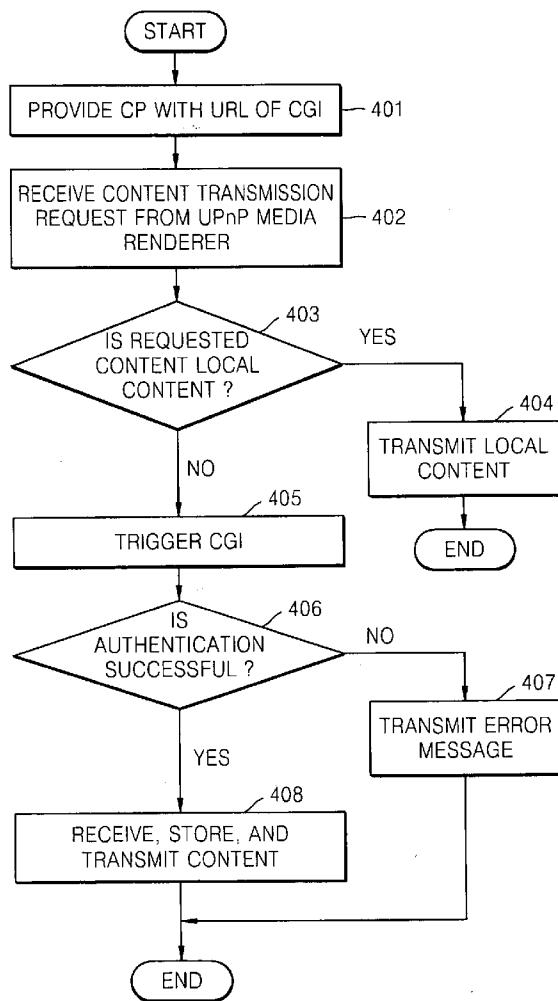 START
PROVIDE CP WITH URL OF CGI
401
RECEIVE CONTENT TRANSMISSION
REQUEST FROM UPnP MEDIA
RENDERER
402
403
IS REQUESTED
CONTENT LOCAL
CONTENT ?
YES
404
TRANSMIT LOCAL
CONTENT
END
NO
405
TRIGGER CGI
406
IS
AUTHENTICATION
SUCCESSFUL ?
NO
407
TRANSMIT ERROR
MESSAGE
YES
408
RECEIVE, STORE, AND
TRANSMIT CONTENT
END